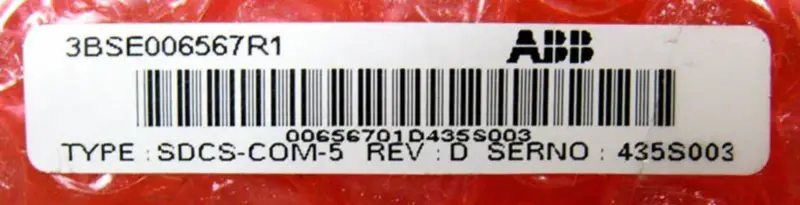 3BSE006567R1 ABB
00656701D435S003
TYPE : SDCS-COM-5 REV : D SERNO : 435S003